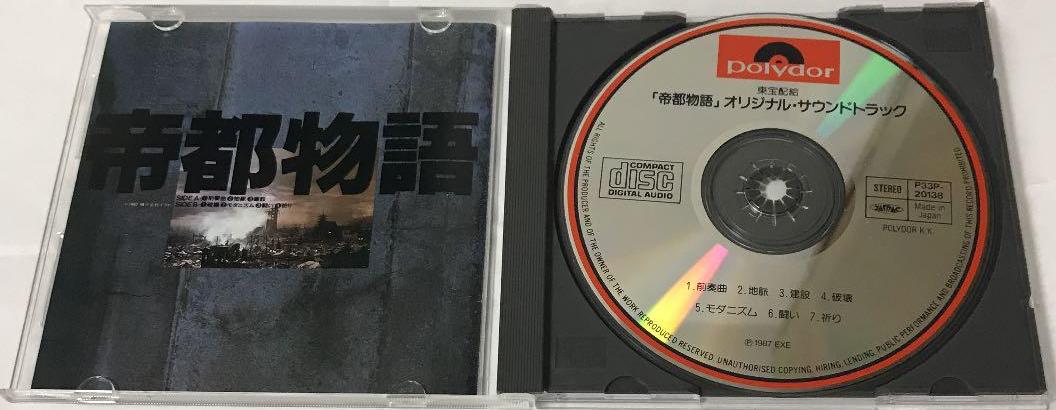 帝都物語
SIDE A
SIDE B
polydor
東宝配給
「帝都物語」オリジナル・サウンドトラック
COMPACT
disc
DIGITAL AUDIO
STEREO
P33P-
20138
Made in
Japan
POLYDOR K.K.
1.前奏曲 2.地脈 3.建設 4.破壊
5.モダニズム 6.闘い 7.祈り
Ⓟ1987 EXE
ALL RIGHTS OF THE PRODUCER AND OF THE OWNER OF THE WORK REPRODUCED RESERVED. UNAUTHORISED COPYING, HIRING, LENDING, PUBLIC PERFORMANCE AND BROADCASTING OF THIS RECORD PROHIBITED.